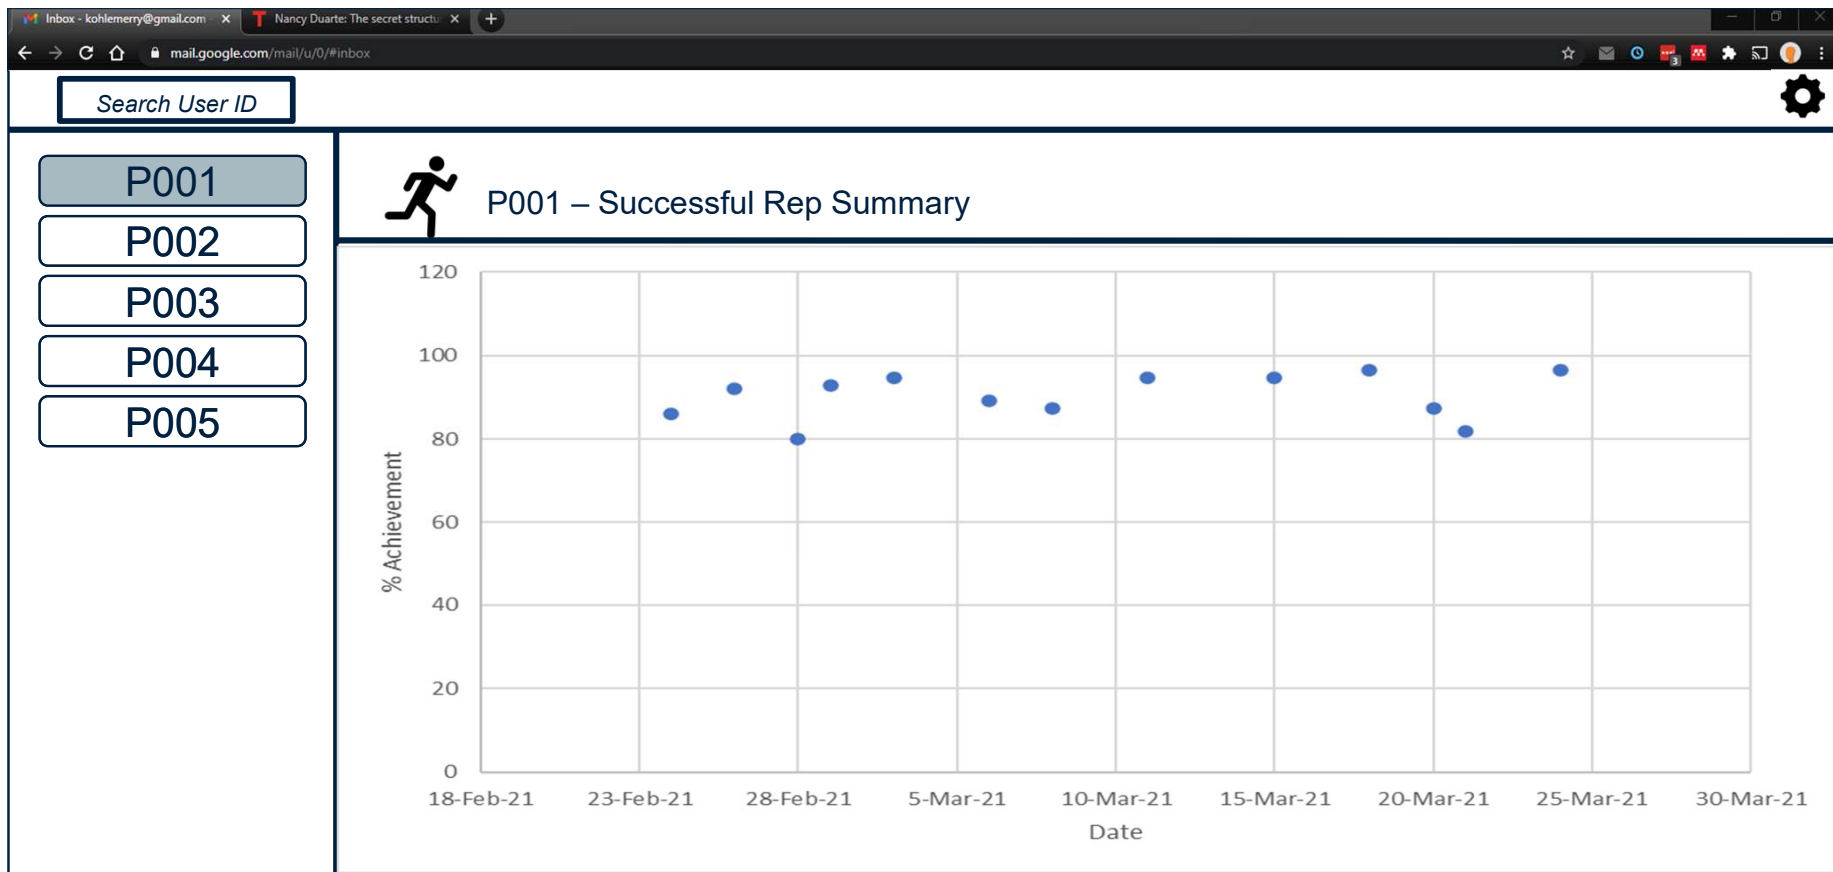 Inbox - kohlemerry@gmail.com
Nancy Duarte: The secret structu
mail.google.com/mail/u/0/#inbox
3
Search User ID
P001
P002
P003
P004
P005
P001 – Successful Rep Summary
120
100
80
60
40
20
0
% Achievement
18-Feb-21 23-Feb-21 28-Feb-21 5-Mar-21 10-Mar-21 15-Mar-21 20-Mar-21 25-Mar-21 30-Mar-21
Date